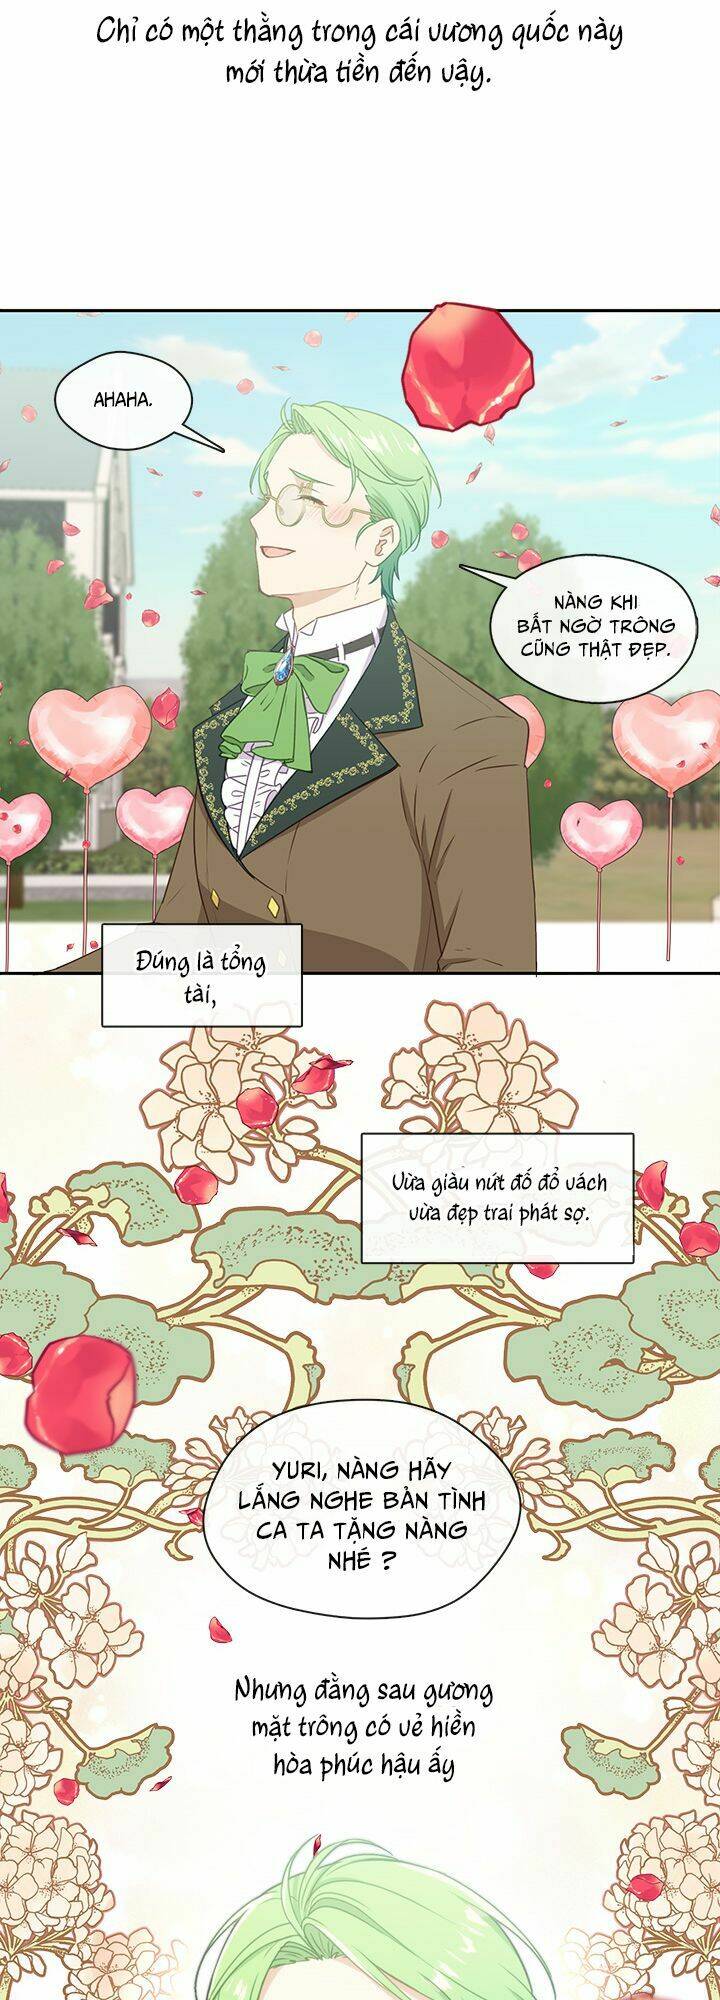 Chỉ có một thằng trong cái vương quốc này
mới thừa tiền đến vậy.
AHAHA.
NÀNG KHI
BẤT NGỜ TRÔNG
CŨNG THẬT ĐẸP.
Đúng là tổng
tài,
Vừa giàu nứt đố đổ vách
vừa đẹp trai phát sợ.
YURI, NÀNG HÃY
LẮNG NGHE BẢN TÌNH
CA TA TẶNG NÀNG
NHÉ ?
Nhưng đằng sau gương
mặt trông có vẻ hiền
hòa phúc hậu ấy